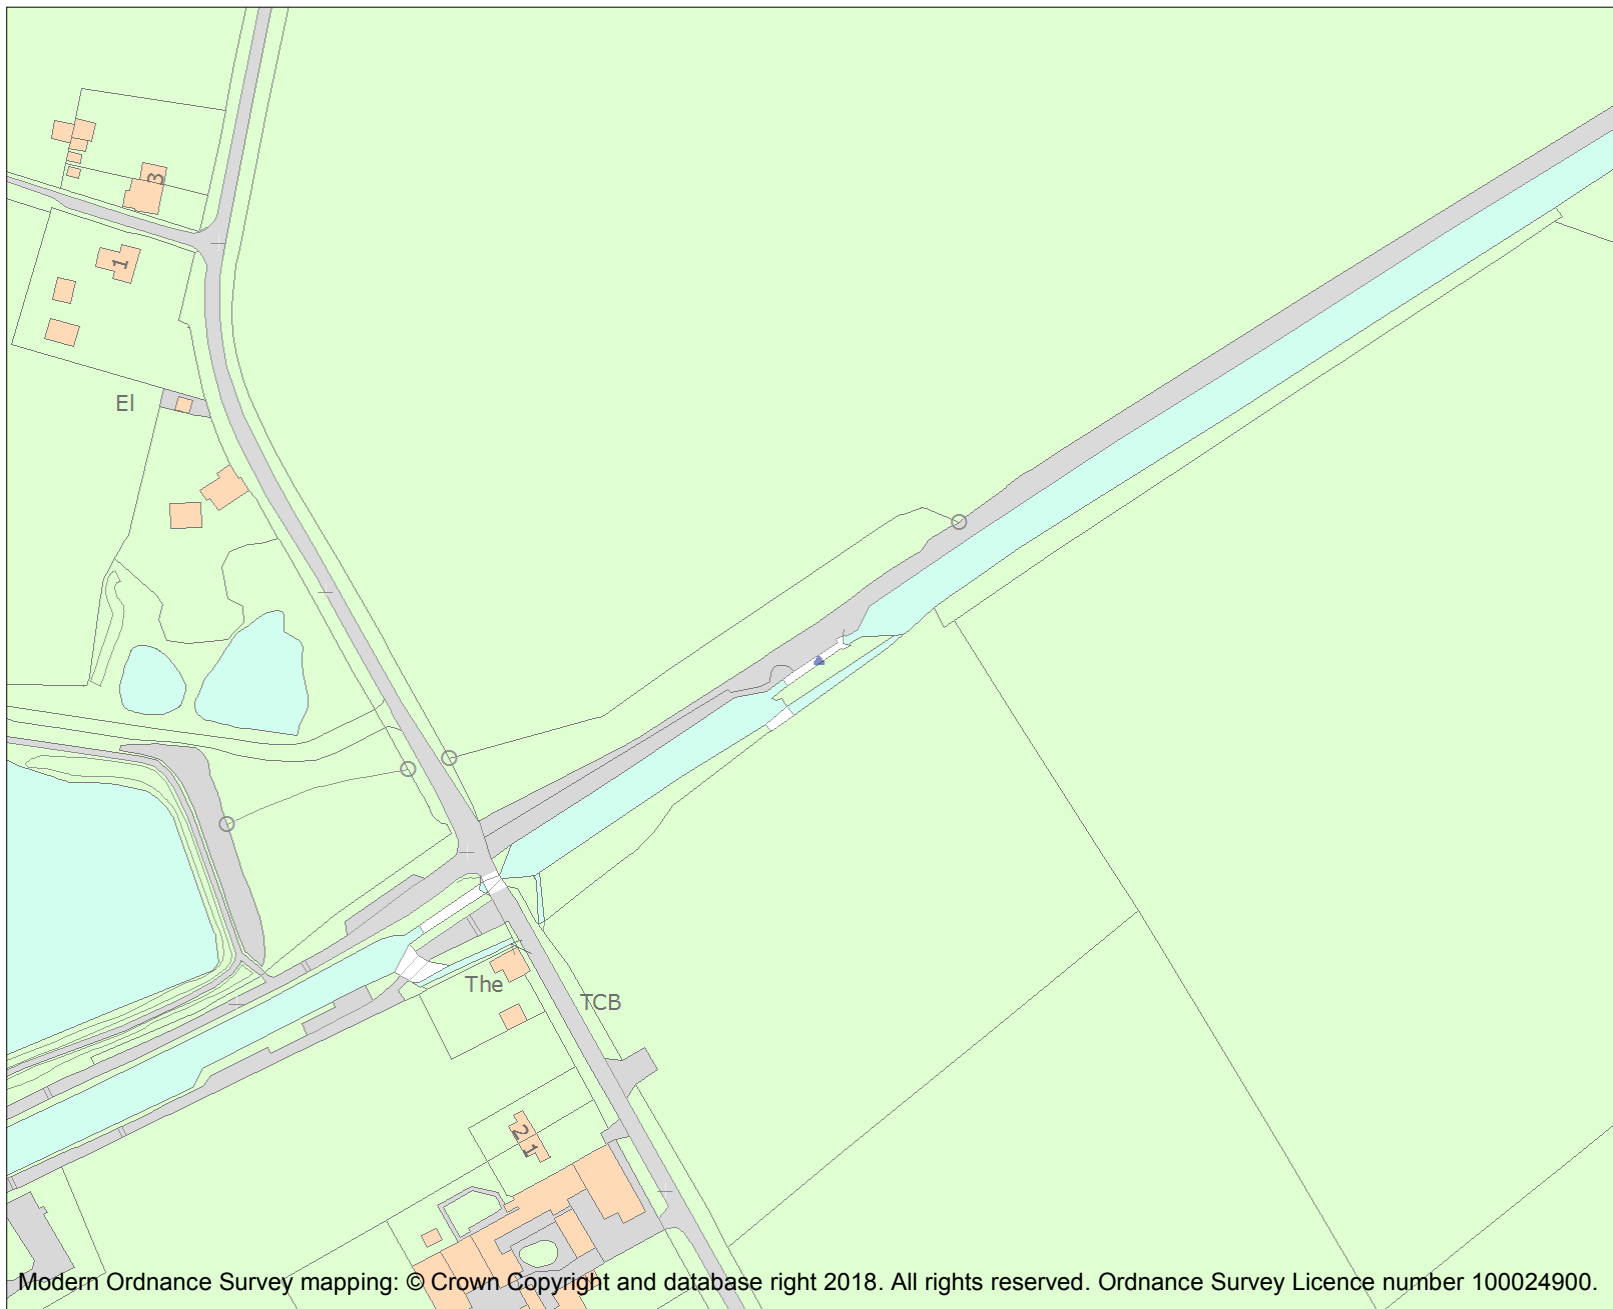 3
1
El
The
TCB
2
1
Modern Ordnance Survey mapping: © Crown Copyright and database right 2018. All rights reserved. Ordnance Survey Licence number 100024900.